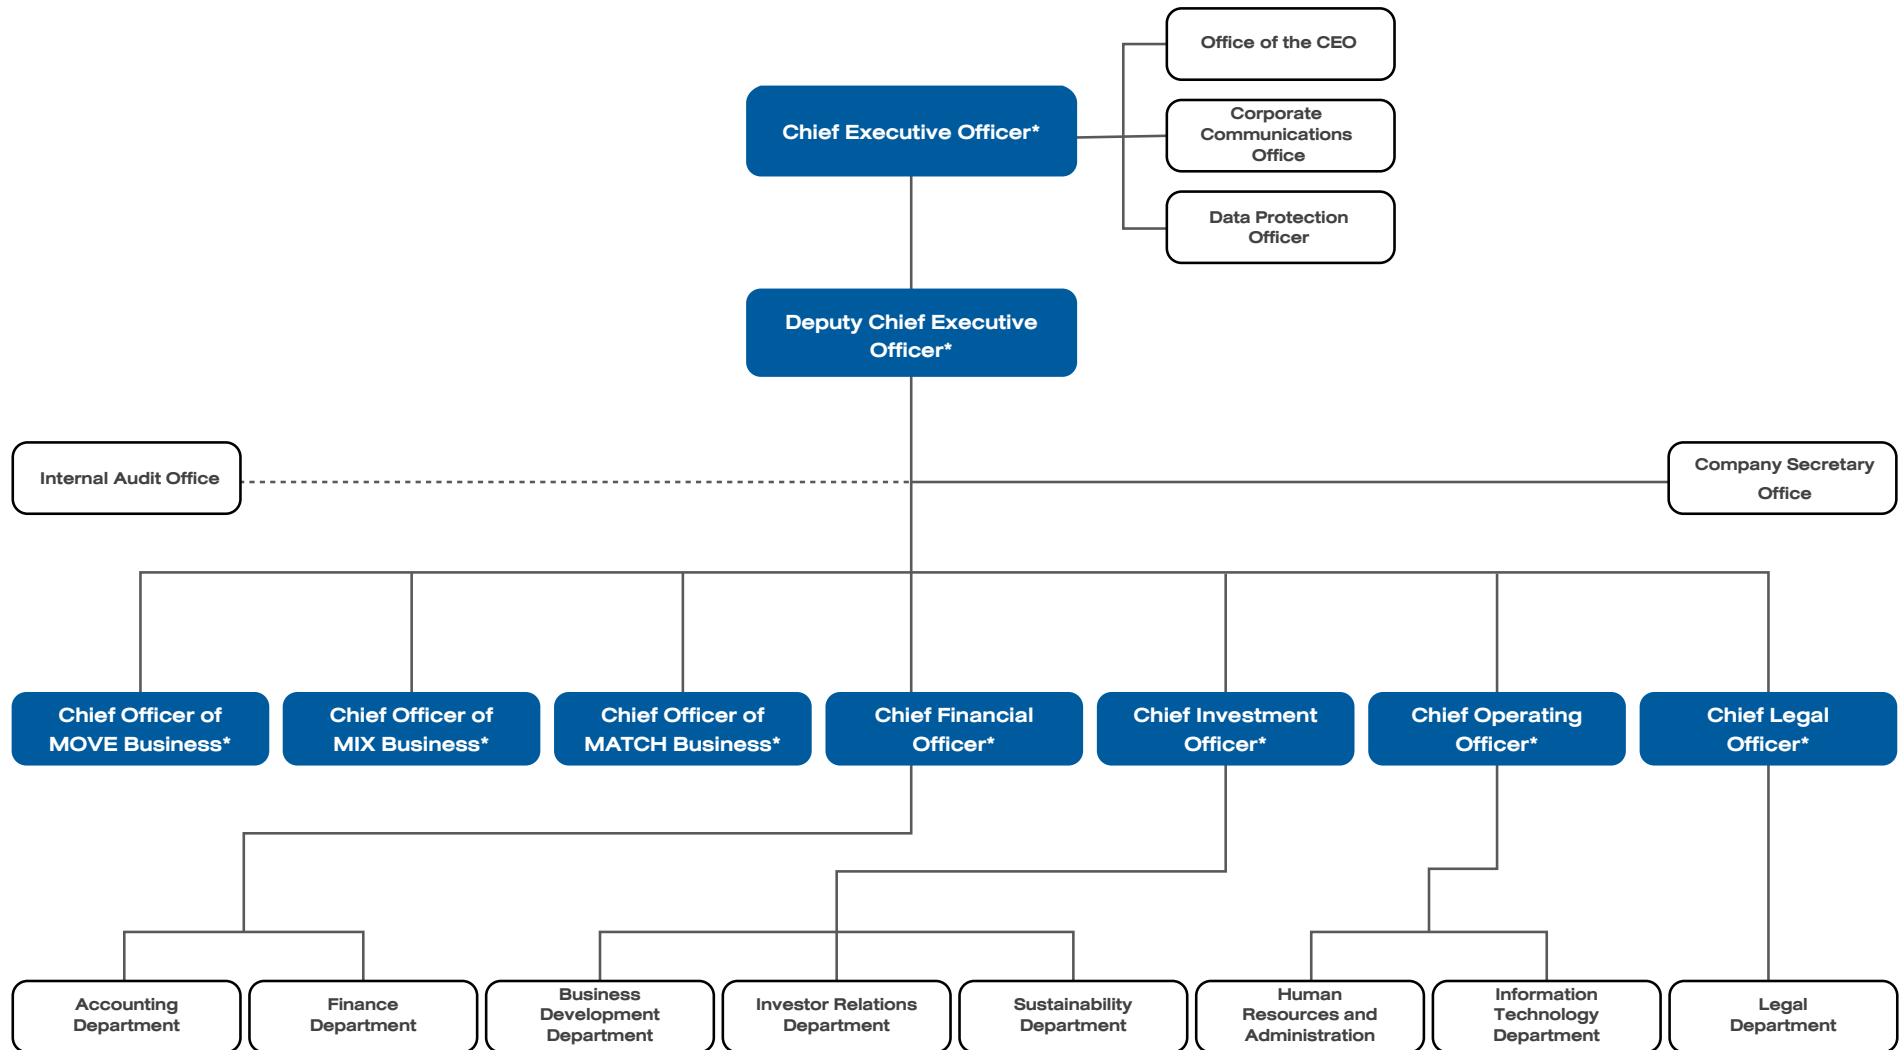 Office of the CEO
Chief Executive Officer*
Corporate
Communications
Office
Data Protection
Officer
Deputy Chief Executive
Officer*
Internal Audit Office
Company Secretary
Office
Chief Officer of
MOVE Business*
Chief Officer of
MIX Business*
Chief Officer of
MATCH Business*
Chief Financial
Officer*
Chief Investment
Officer*
Chief Operating
Officer*
Chief Legal
Officer*
Accounting
Department
Finance
Department
Business
Development
Department
Investor Relations
Department
Sustainability
Department
Human
Resources and
Administration
Information
Technology
Department
Legal
Department